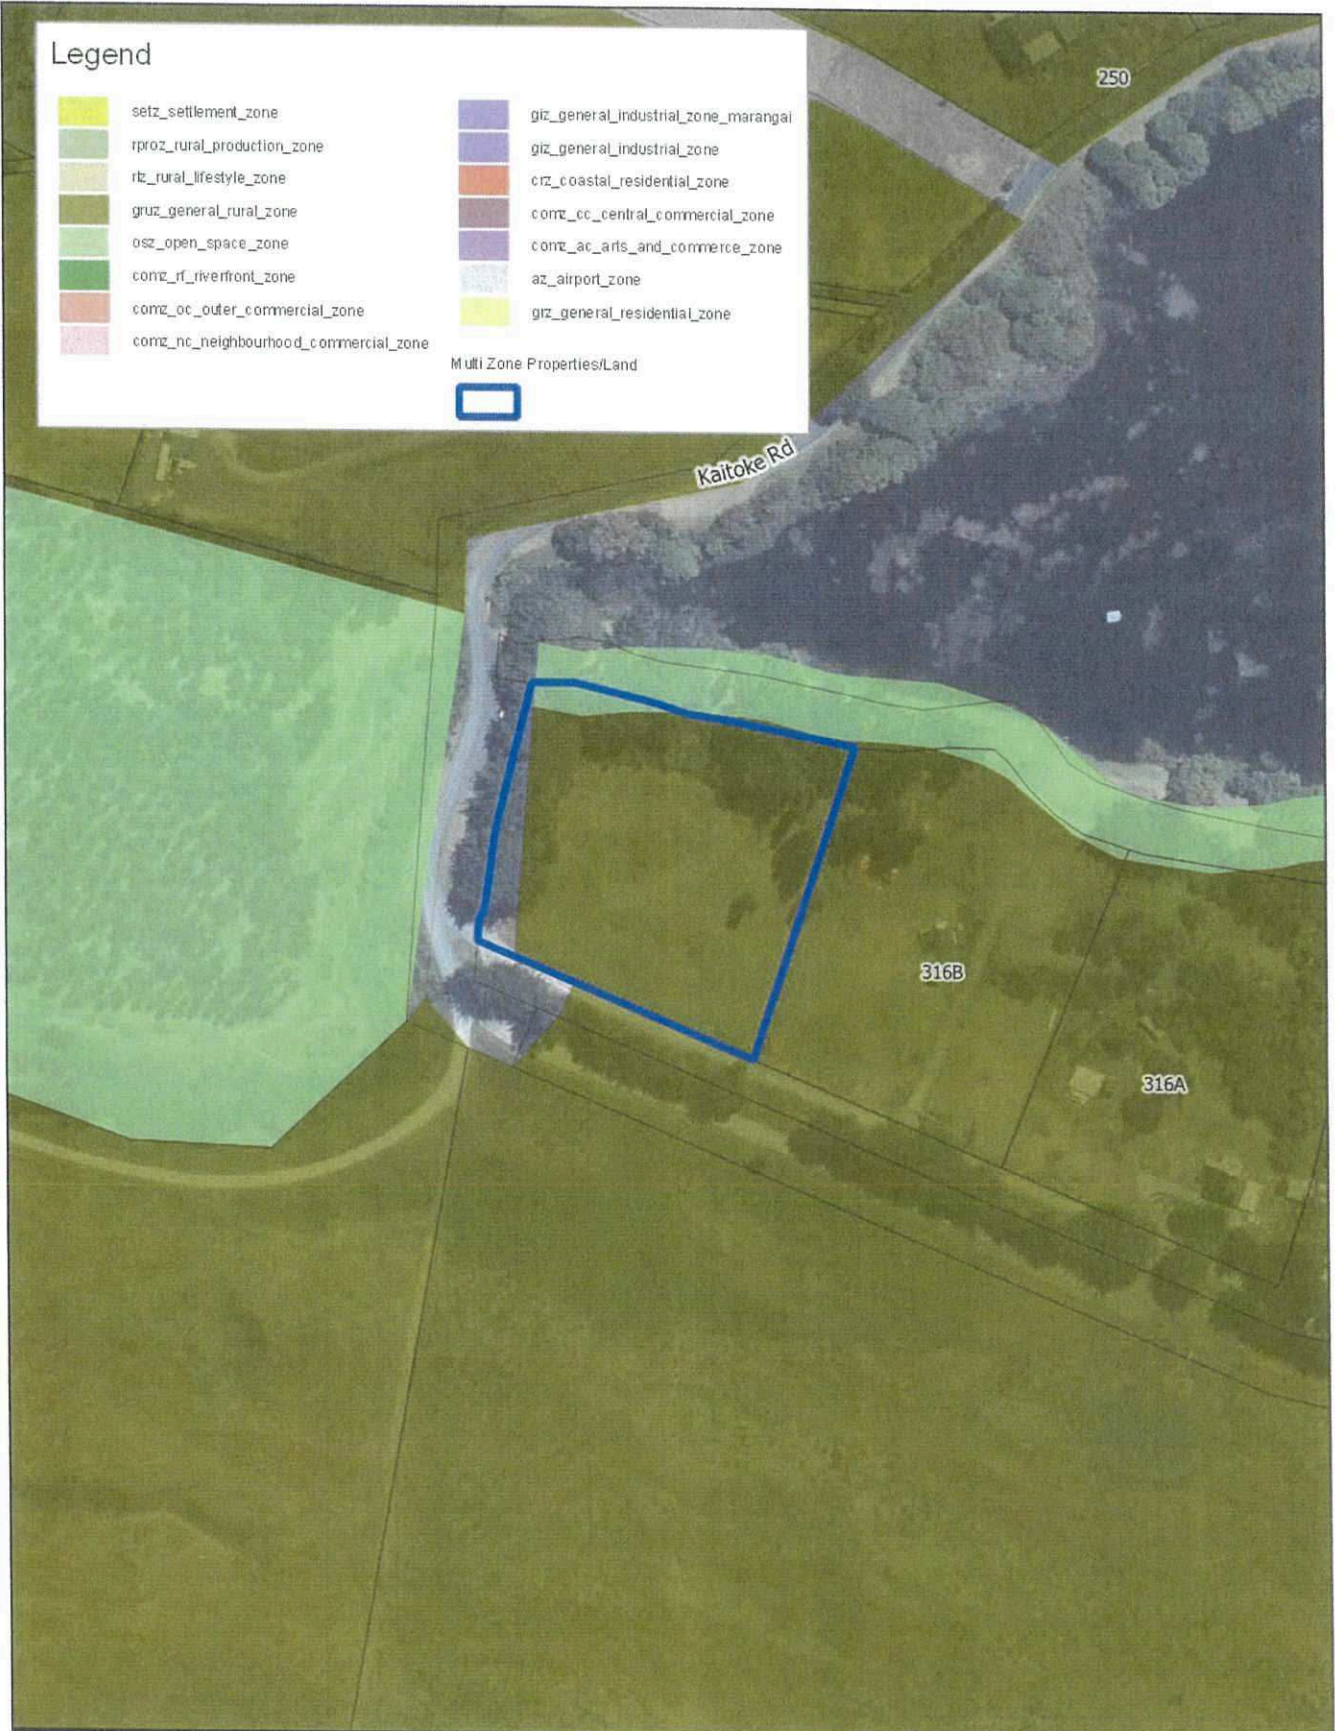 Legend
setz_settlement_zone
rproz_rural_production_zone
rlz_rural_lifestyle_zone
gruz_general_rural_zone
osz_open_space_zone
comz_rf_riverfront_zone
comz_oc_outer_commercial_zone
comz_nc_neighbourhood_commercial_zone
giz_general_industrial_zone_marangai
giz_general_industrial_zone
crz_coastal_residential_zone
comz_cc_central_commercial_zone
comz_ac_arts_and_commerce_zone
az_airport_zone
grz_general_residential_zone
Multi Zone Properties/Land
250
Kaitoke Rd
316B
316A